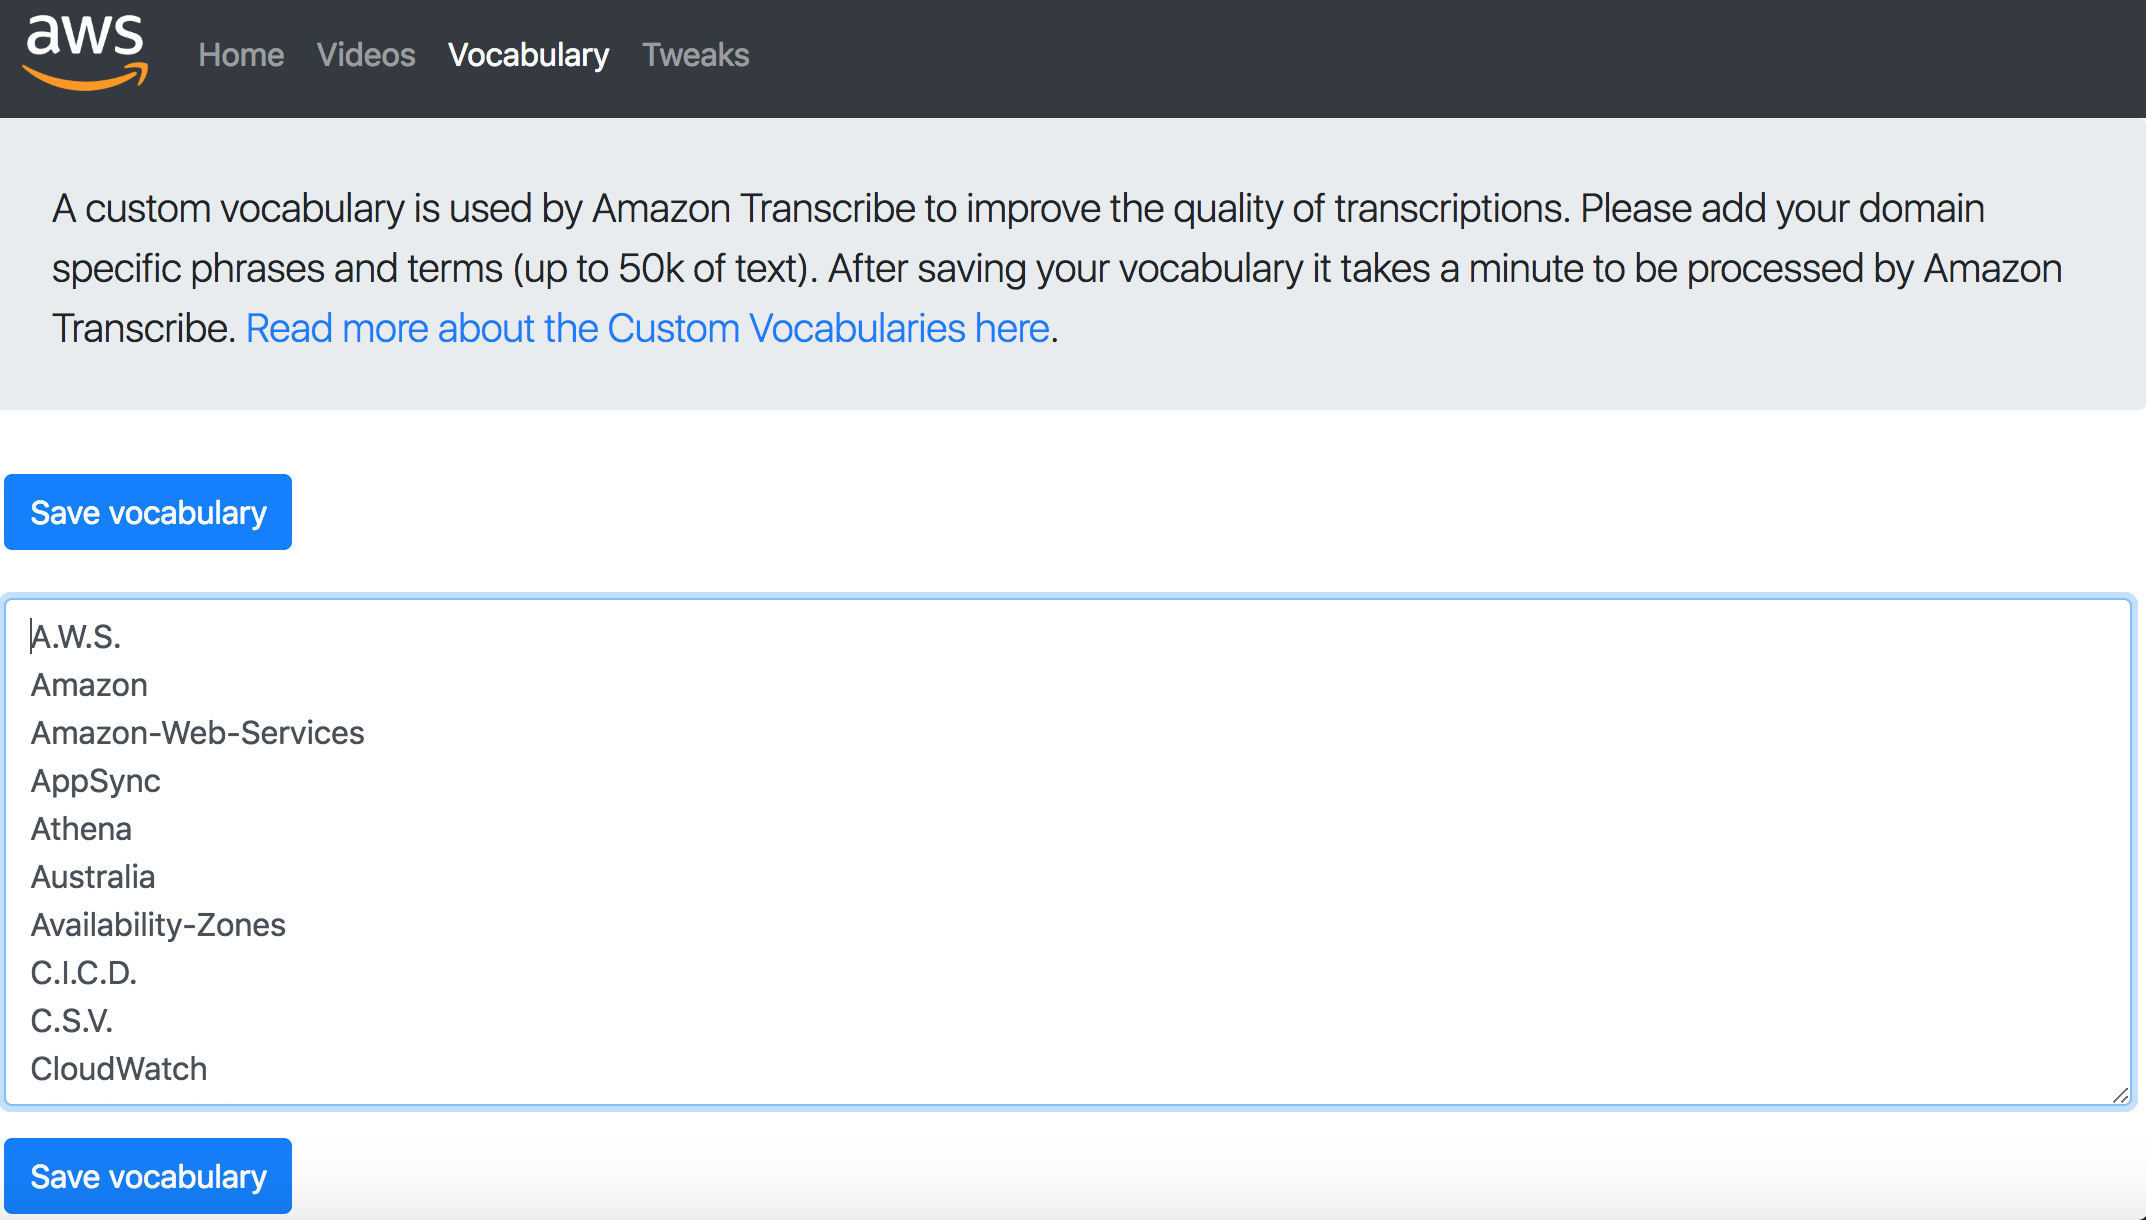 aws
Home Videos Vocabulary Tweaks
A custom vocabulary is used by Amazon Transcribe to improve the quality of transcriptions. Please add your domain
specific phrases and terms (up to 50k of text). After saving your vocabulary it takes a minute to be processed by Amazon
Transcribe. Read more about the Custom Vocabularies here.
Save vocabulary
A.W.S.
Amazon
Amazon-Web-Services
AppSync
Athena
Australia
Availability-Zones
C.I.C.D.
C.S.V.
CloudWatch
Save vocabulary